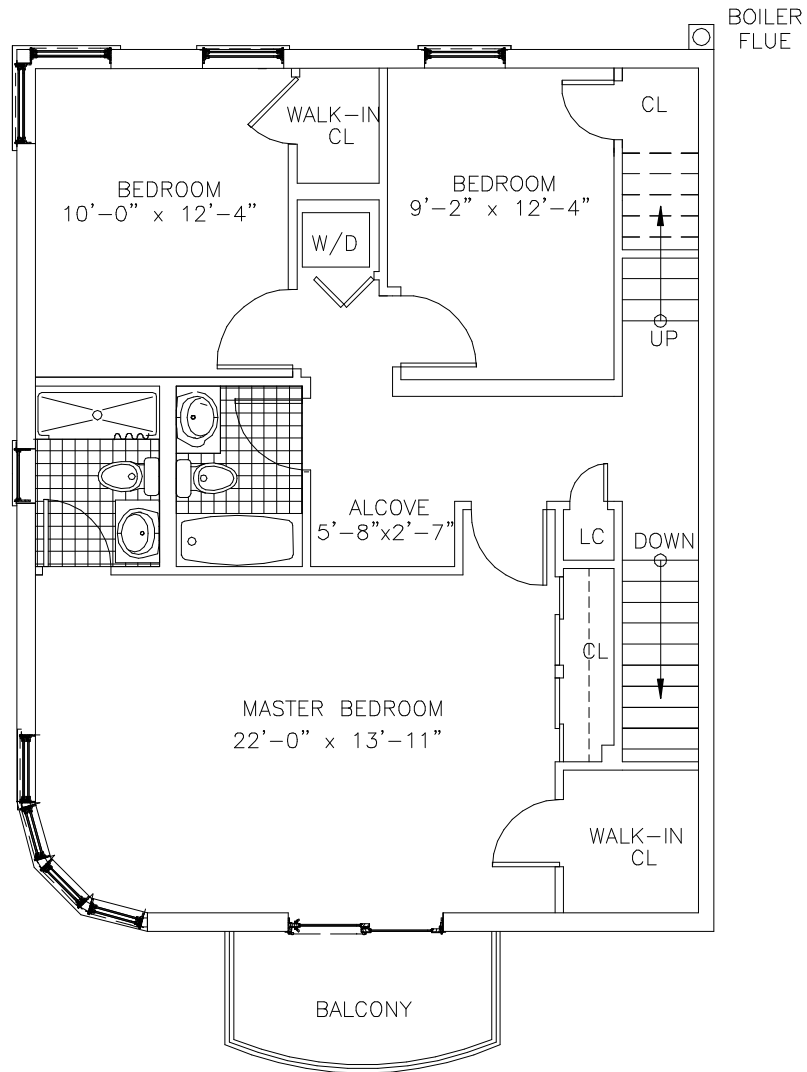 BOILER
FLUE
CL
WALK-IN
CL
BEDROOM
10'-0" x 12'-4"
BEDROOM
9'-2" x 12'-4"
W/D
UP
ALCOVE
5'-8"x2'-7"
LC
DOWN
CL
MASTER BEDROOM
22'-0" x 13'-11"
WALK-IN
CL
BALCONY